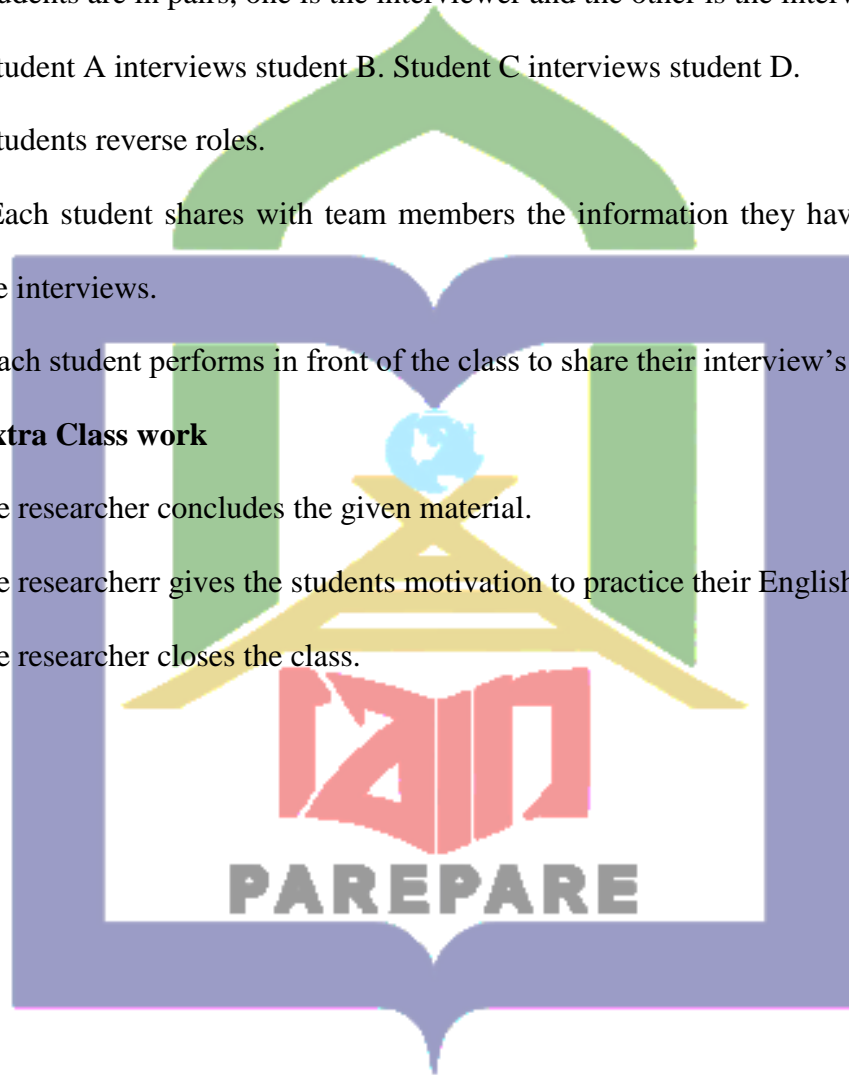 udents are in pairs, one is the interviewer and the other is the interv
tudent A interviews student B. Student C interviews student D.
tudents reverse roles.
Each student shares with team members the information they hav
e interviews.
ach student performs in front of the class to share their interview's
xtra Class work
e researcher concludes the given material.
e researcherr gives the students motivation to practice their English
e researcher closes the class.
iain
PAREPARE